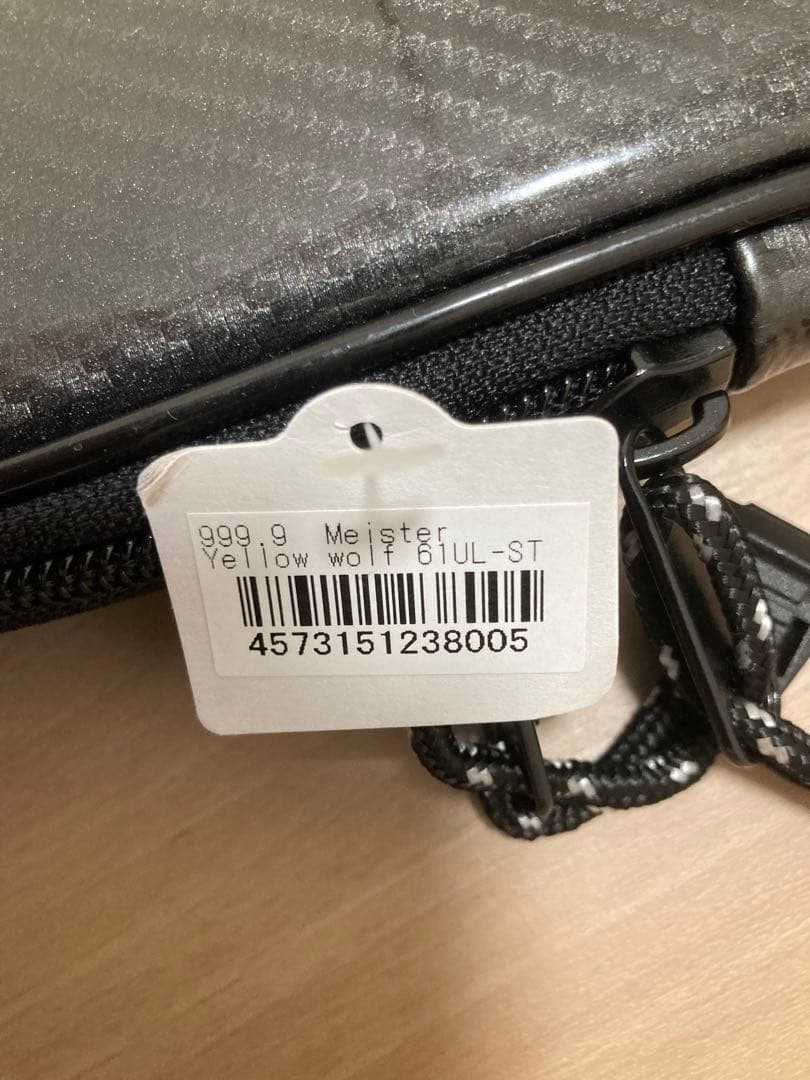 999.9 Meister
Yellow wolf 61UL-ST
4573151238005